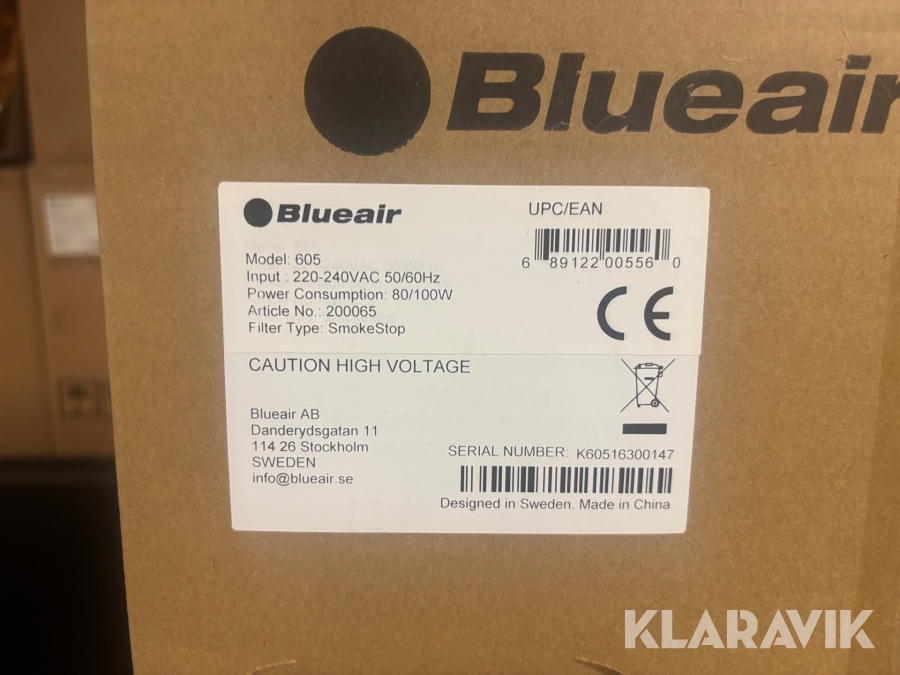 Blueair
Blueair
UPC/EAN
Model: 605
Input : 220-240VAC 50/60Hz
Power Consumption: 80/100W
Article No.: 200065
Filter Type: SmokeStop
6 89122 00556 0
CE
CAUTION HIGH VOLTAGE
Blueair AB
Danderydsgatan 11
114 26 Stockholm
SWEDEN
info@blueair.se
SERIAL NUMBER: K60516300147
Designed in Sweden. Made in China
KLARAVIK